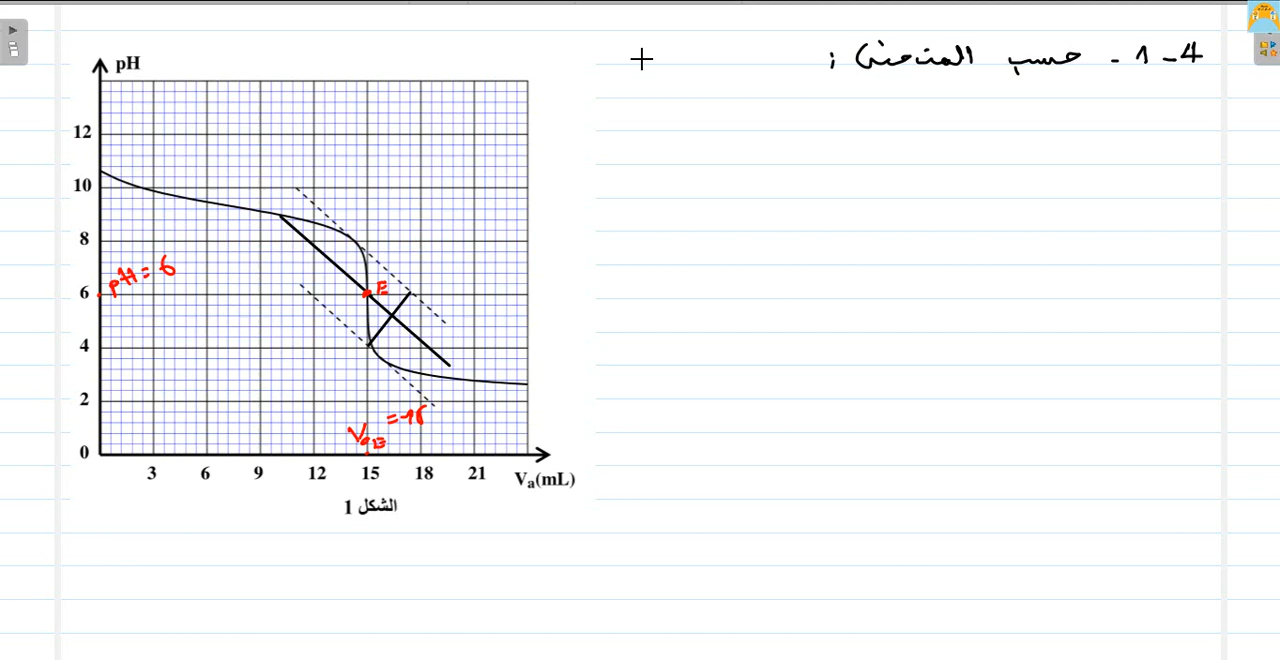 4-1- حسب المنحنى :
pH
12
10
8
pH = 6
6
E
4
2
VaE = 15
0
3 6 9 12 15 18 21
Va(mL)
الشكل 1